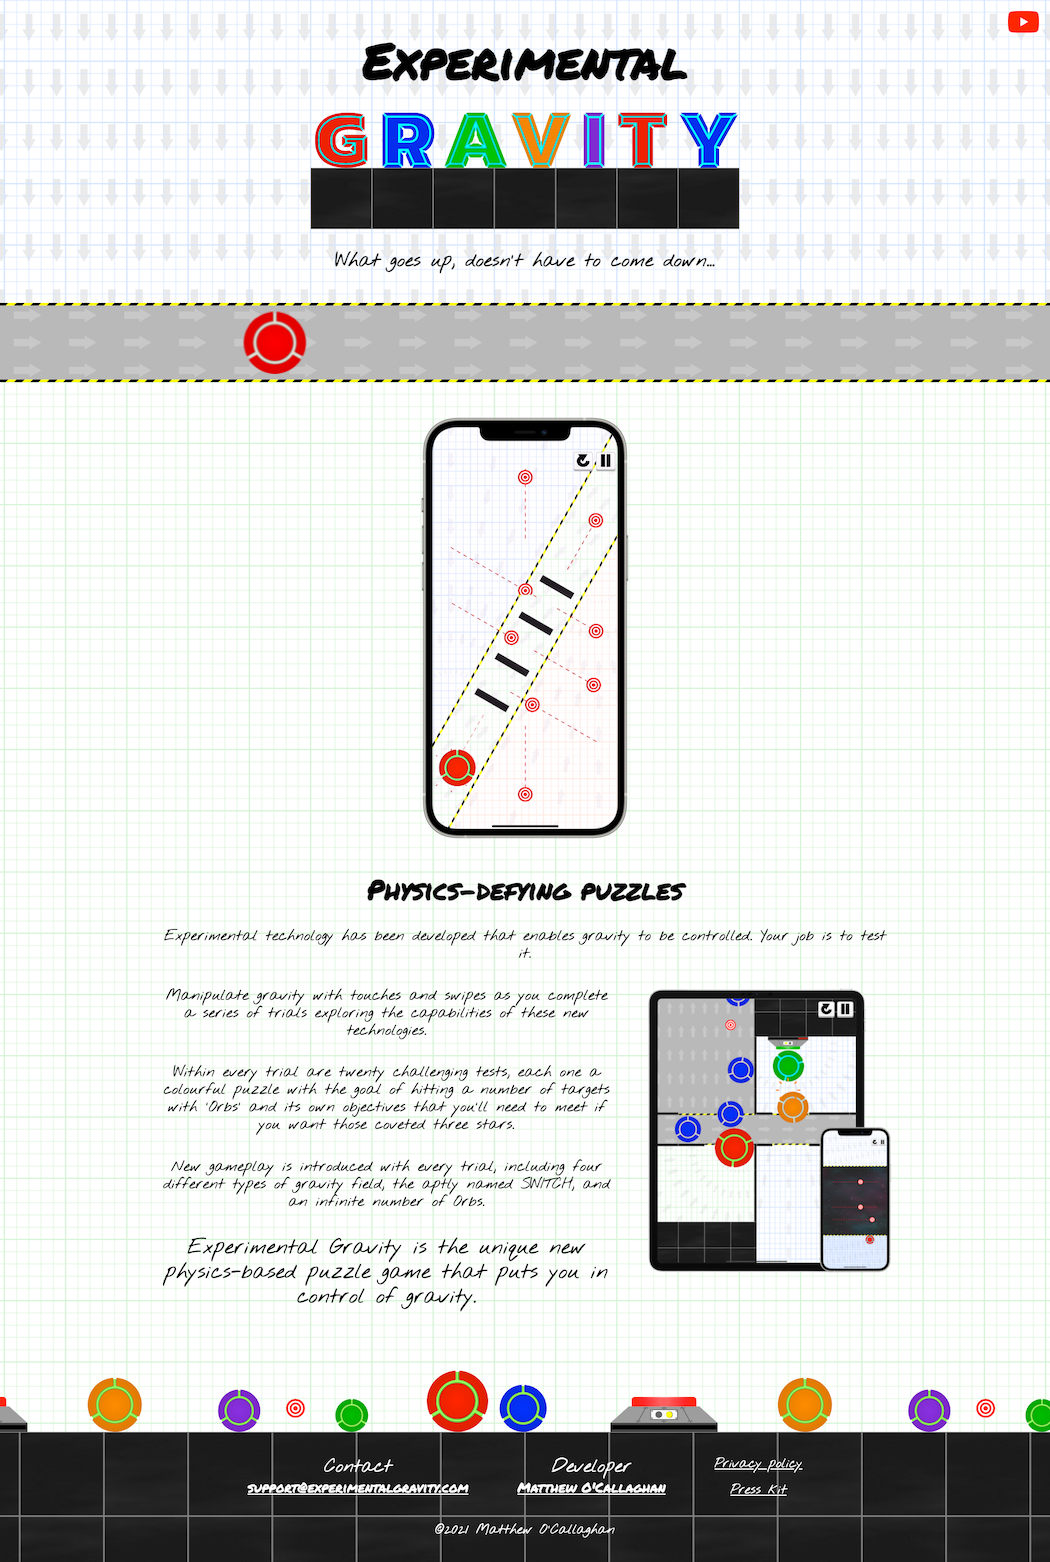 Experimental
GRAVITY
What goes up, doesn't have to come down...
Physics-defying puzzles
Experimental technology has been developed that enables gravity to be controlled. Your job is to test
it.
Manipulate gravity with touches and swipes as you complete
a series of trials exploring the capabilities of these new
technologies.
Within every trial are twenty challenging tests, each one a
colourful puzzle with the goal of hitting a number of targets
with 'Orbs' and its own objectives that you'll need to meet if
you want those coveted three stars.
New gameplay is introduced with every trial, including four
different types of gravity field, the aptly named SWITCH, and
an infinite number of Orbs.
Experimental Gravity is the unique new
physics-based puzzle game that puts you in
control of gravity.
Contact
support@experimentalgravity.com
Developer
Matthew O'Callaghan
Privacy policy
Press Kit
©2021 Matthew O'Callaghan